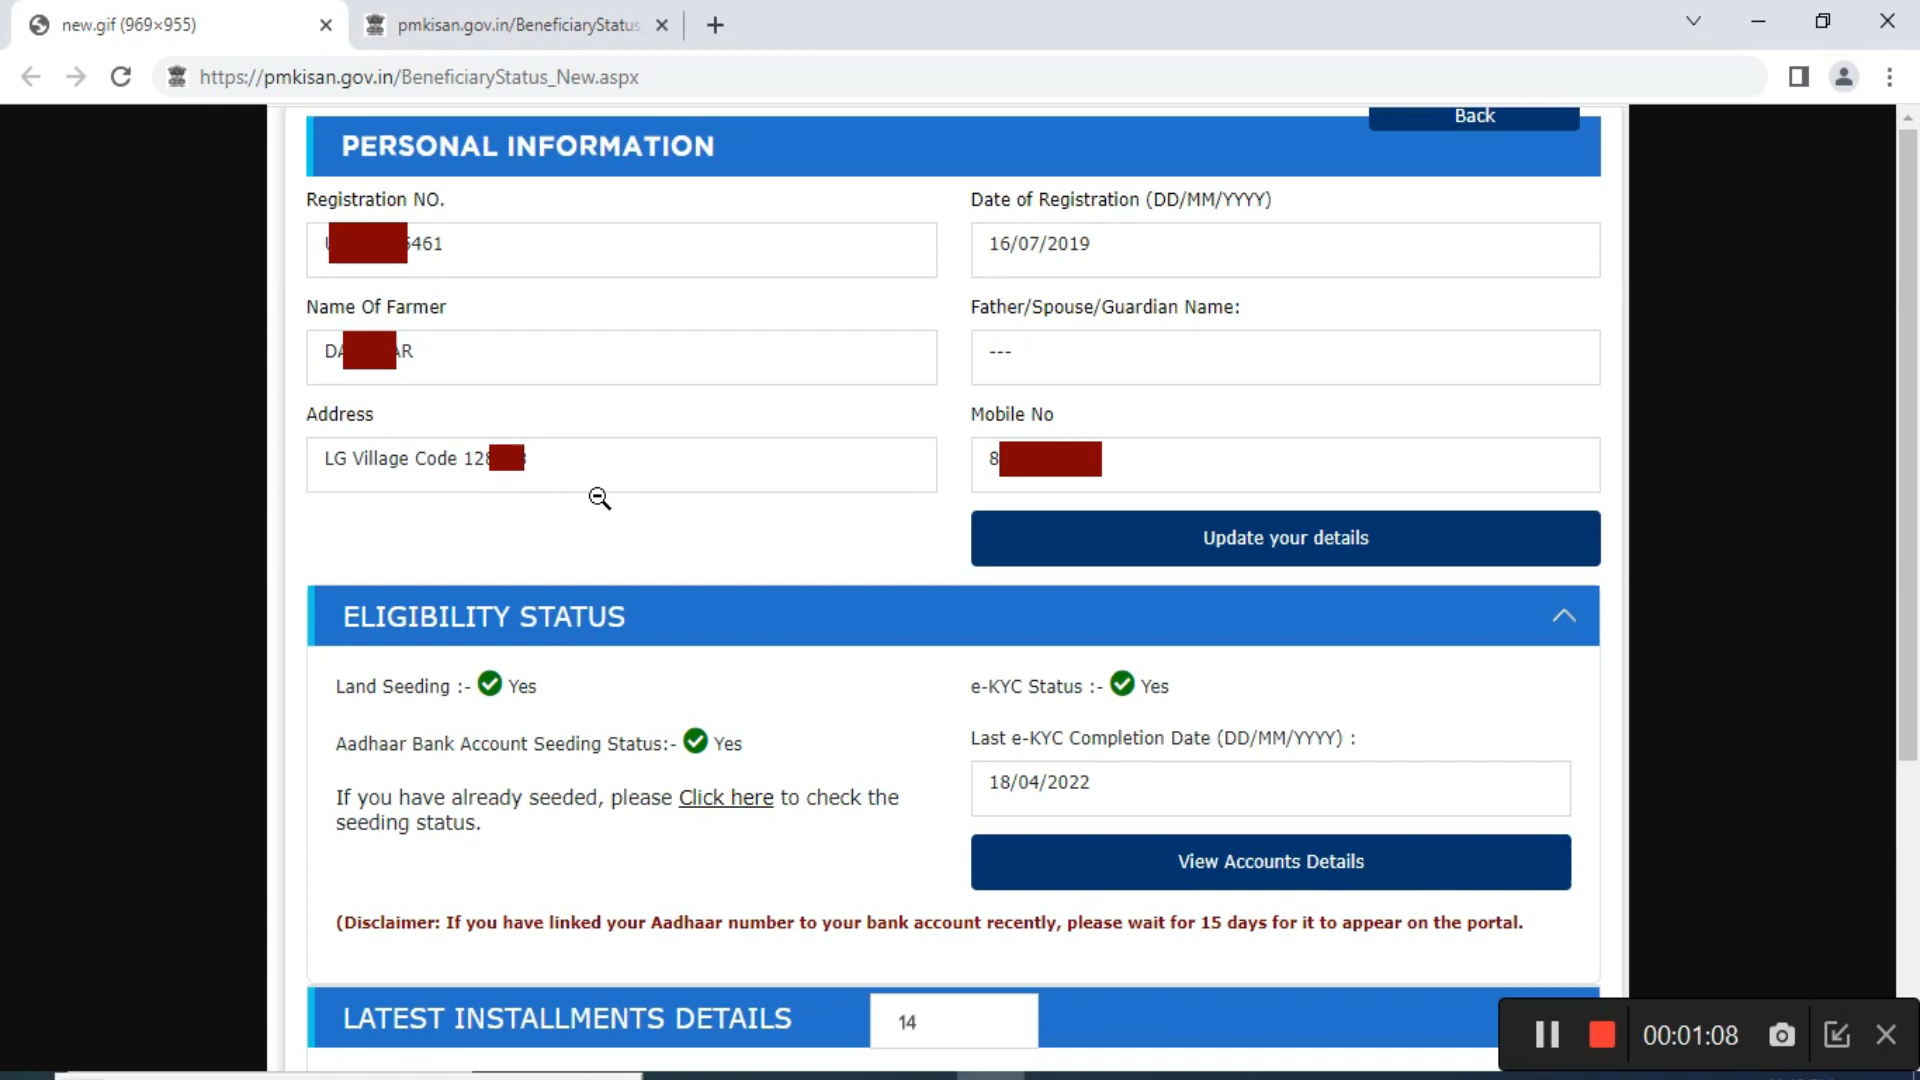 new.gif (969×955)
pmkisan.gov.in/BeneficiaryStatus
https://pmkisan.gov.in/BeneficiaryStatus_New.aspx
Back
PERSONAL INFORMATION
Registration NO.
Date of Registration (DD/MM/YYYY)
461
16/07/2019
Name Of Farmer
Father/Spouse/Guardian Name:
DA AR
---
Address
Mobile No
LG Village Code 128
8
Update your details
ELIGIBILITY STATUS
Land Seeding :- Yes
e-KYC Status :- Yes
Aadhaar Bank Account Seeding Status:- Yes
Last e-KYC Completion Date (DD/MM/YYYY) :
18/04/2022
If you have already seeded, please Click here to check the
seeding status.
View Accounts Details
(Disclaimer: If you have linked your Aadhaar number to your bank account recently, please wait for 15 days for it to appear on the portal.
LATEST INSTALLMENTS DETAILS
14
00:01:08